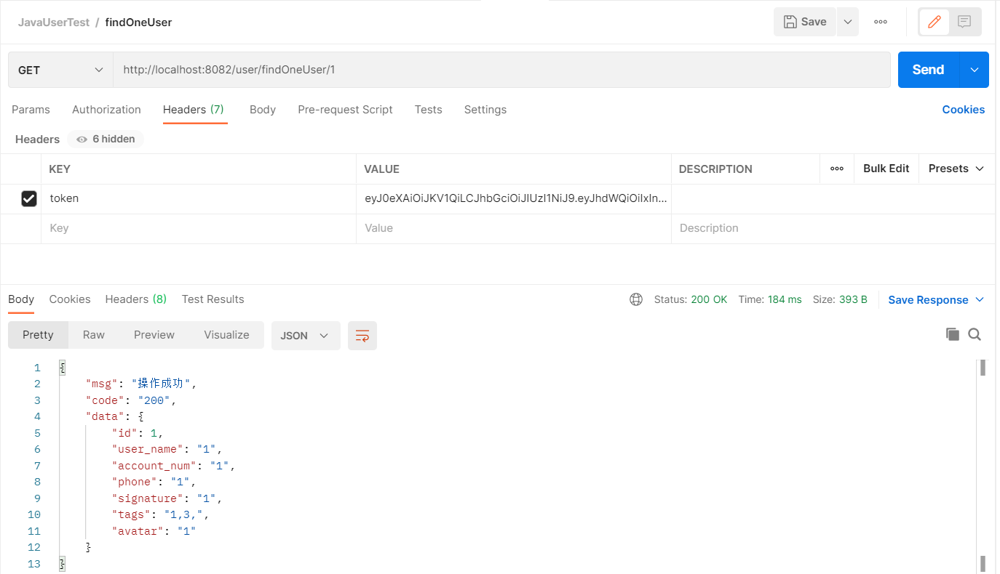 JavaUserTest / findOneUser
Save
GET http://localhost:8082/user/findOneUser/1 Send
Params Authorization Headers (7) Body Pre-request Script Tests Settings Cookies
Headers 6 hidden
KEY VALUE DESCRIPTION Bulk Edit Presets
token eyJ0eXAiOiJKV1QiLCJhbGciOiJIUzI1NiJ9.eyJhdWQiOiIxIn...
Key Value Description
Body Cookies Headers (8) Test Results Status: 200 OK Time: 184 ms Size: 393 B Save Response
Pretty Raw Preview Visualize JSON
1 {
2 "msg": "操作成功",
3 "code": "200",
4 "data": {
5 "id": 1,
6 "user_name": "1",
7 "account_num": "1",
8 "phone": "1",
9 "signature": "1",
10 "tags": "1,3,",
11 "avatar": "1"
12 }
13 }